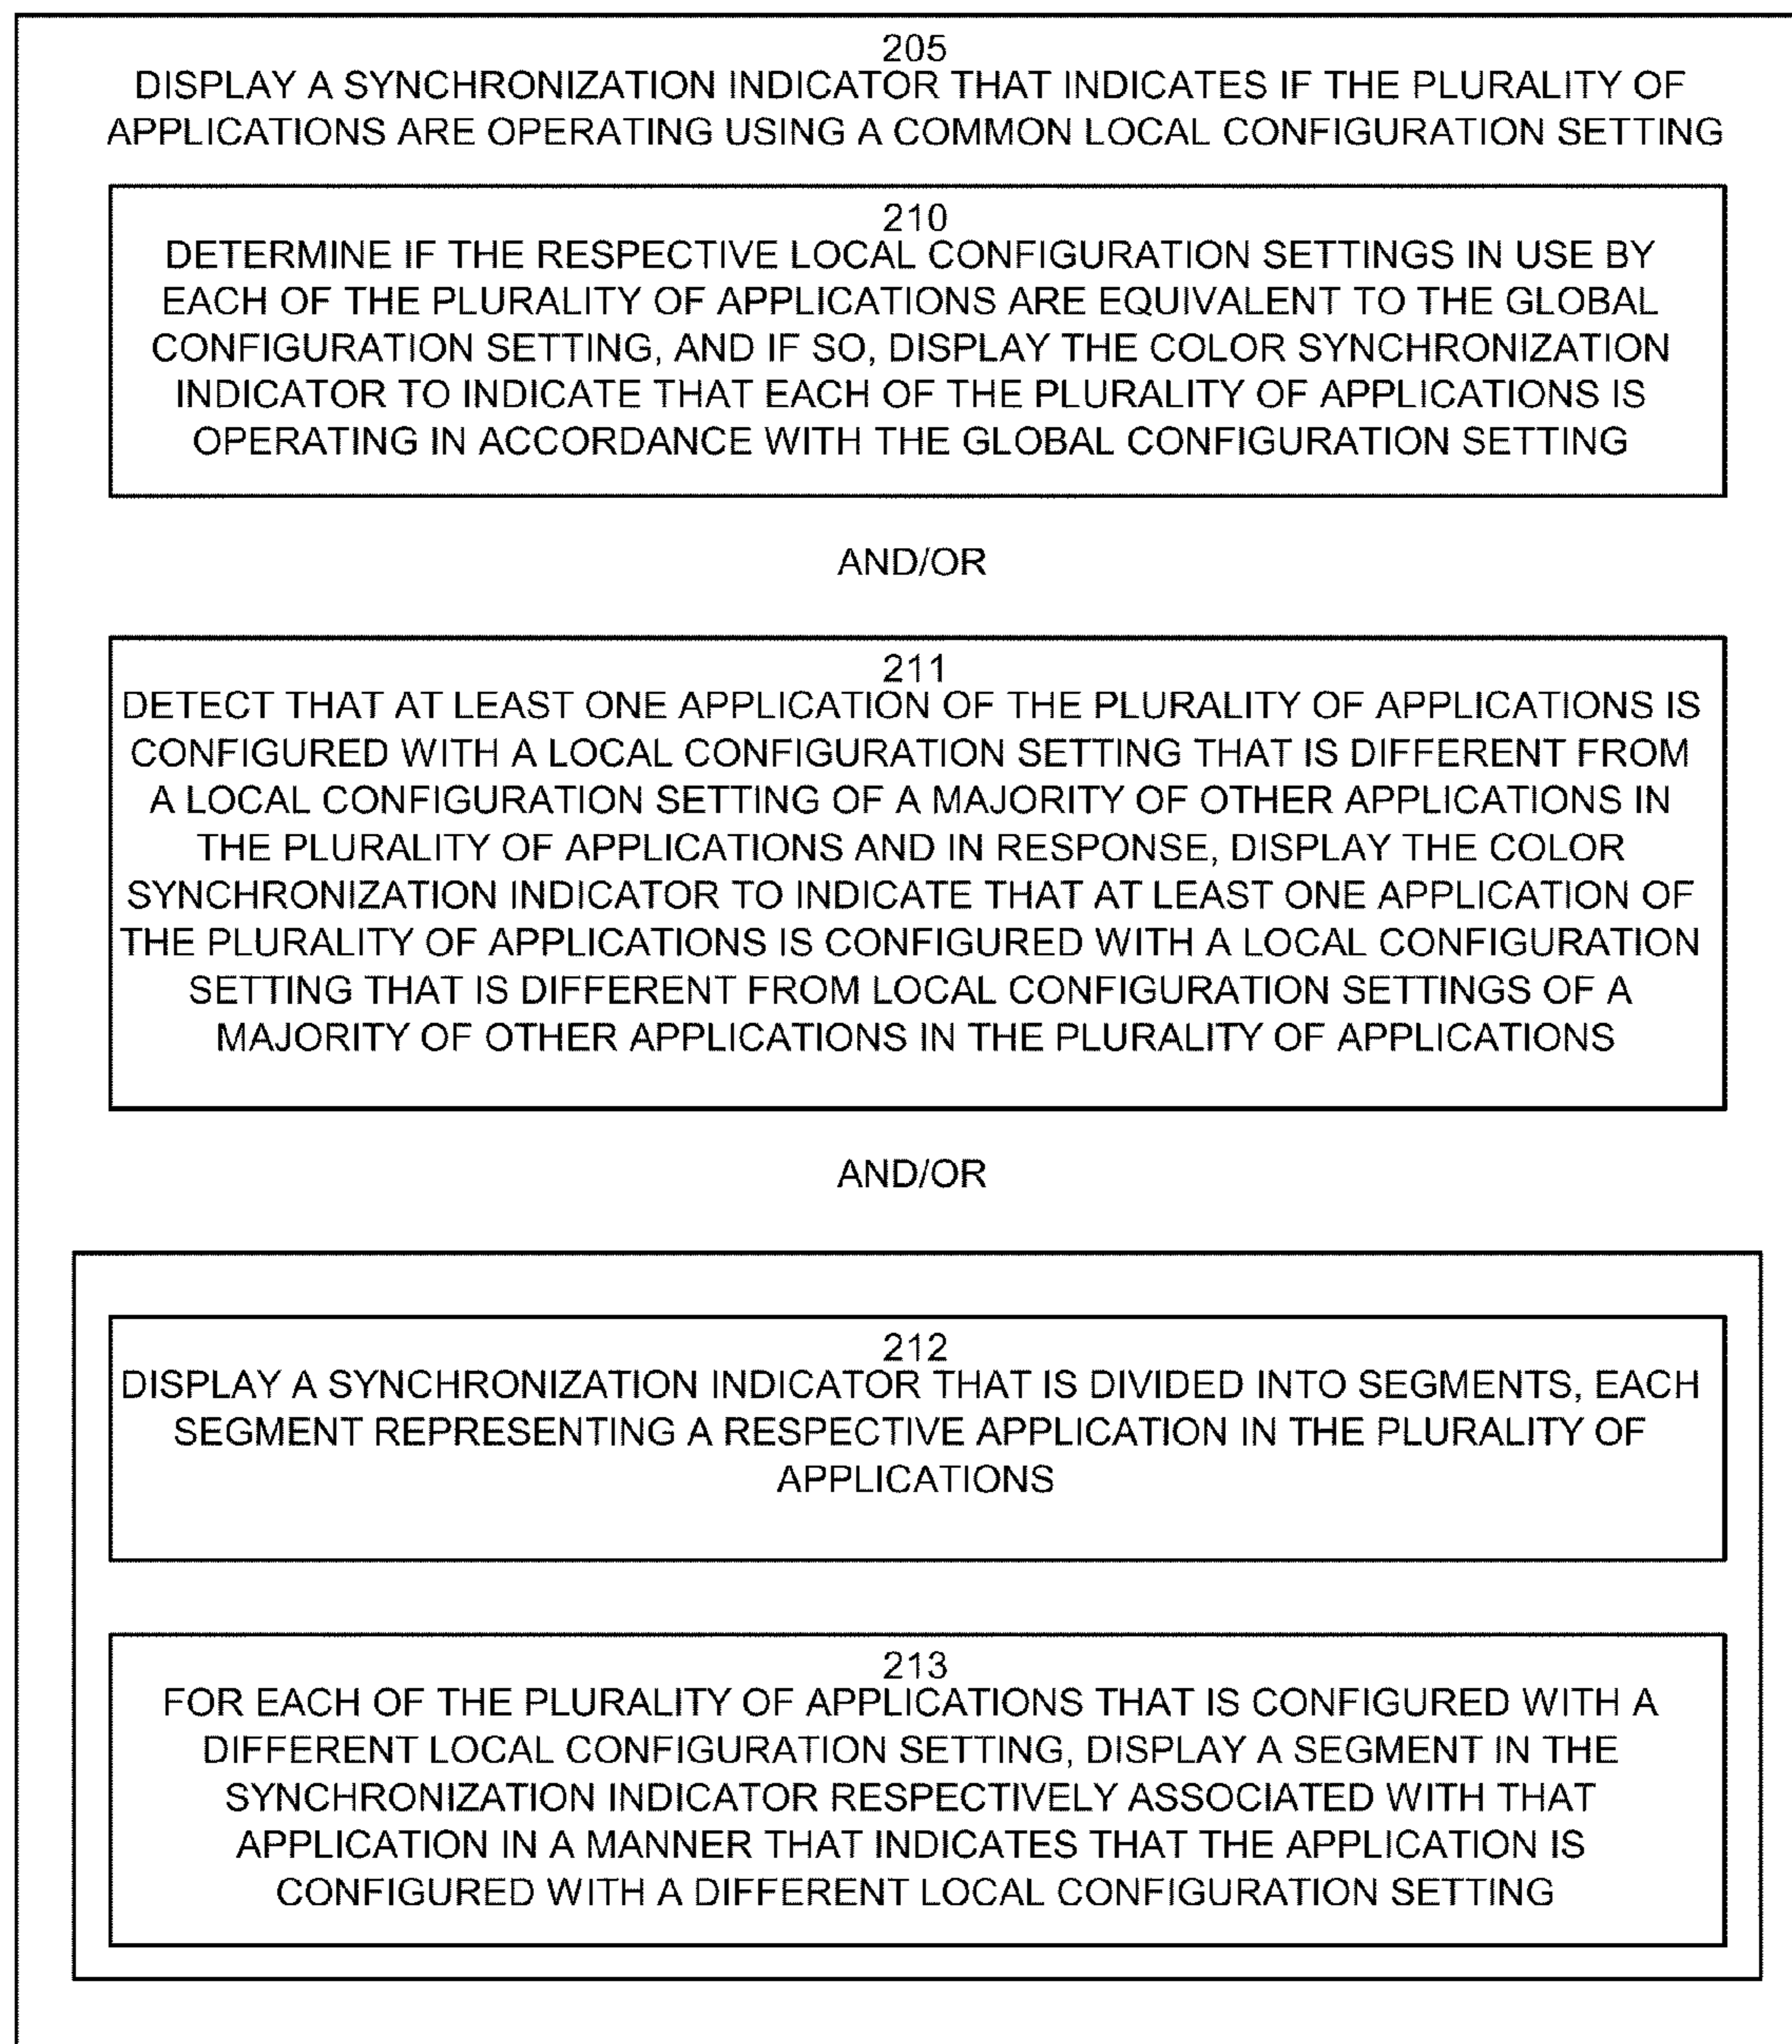 205
DISPLAY A SYNCHRONIZATION INDICATOR THAT INDICATES IF THE PLURALITY OF
APPLICATIONS ARE OPERATING USING A COMMON LOCAL CONFIGURATION SETTING
210
DETERMINE IF THE RESPECTIVE LOCAL CONFIGURATION SETTINGS IN USE BY
EACH OF THE PLURALITY OF APPLICATIONS ARE EQUIVALENT TO THE GLOBAL
CONFIGURATION SETTING, AND IF SO, DISPLAY THE COLOR SYNCHRONIZATION
INDICATOR TO INDICATE THAT EACH OF THE PLURALITY OF APPLICATIONS IS
OPERATING IN ACCORDANCE WITH THE GLOBAL CONFIGURATION SETTING
AND/OR
211
DETECT THAT AT LEAST ONE APPLICATION OF THE PLURALITY OF APPLICATIONS IS
CONFIGURED WITH A LOCAL CONFIGURATION SETTING THAT IS DIFFERENT FROM
A LOCAL CONFIGURATION SETTING OF A MAJORITY OF OTHER APPLICATIONS IN
THE PLURALITY OF APPLICATIONS AND IN RESPONSE, DISPLAY THE COLOR
SYNCHRONIZATION INDICATOR TO INDICATE THAT AT LEAST ONE APPLICATION OF
THE PLURALITY OF APPLICATIONS IS CONFIGURED WITH A LOCAL CONFIGURATION
SETTING THAT IS DIFFERENT FROM LOCAL CONFIGURATION SETTINGS OF A
MAJORITY OF OTHER APPLICATIONS IN THE PLURALITY OF APPLICATIONS
AND/OR
212
DISPLAY A SYNCHRONIZATION INDICATOR THAT IS DIVIDED INTO SEGMENTS, EACH
SEGMENT REPRESENTING A RESPECTIVE APPLICATION IN THE PLURALITY OF
APPLICATIONS
213
FOR EACH OF THE PLURALITY OF APPLICATIONS THAT IS CONFIGURED WITH A
DIFFERENT LOCAL CONFIGURATION SETTING, DISPLAY A SEGMENT IN THE
SYNCHRONIZATION INDICATOR RESPECTIVELY ASSOCIATED WITH THAT
APPLICATION IN A MANNER THAT INDICATES THAT THE APPLICATION IS
CONFIGURED WITH A DIFFERENT LOCAL CONFIGURATION SETTING